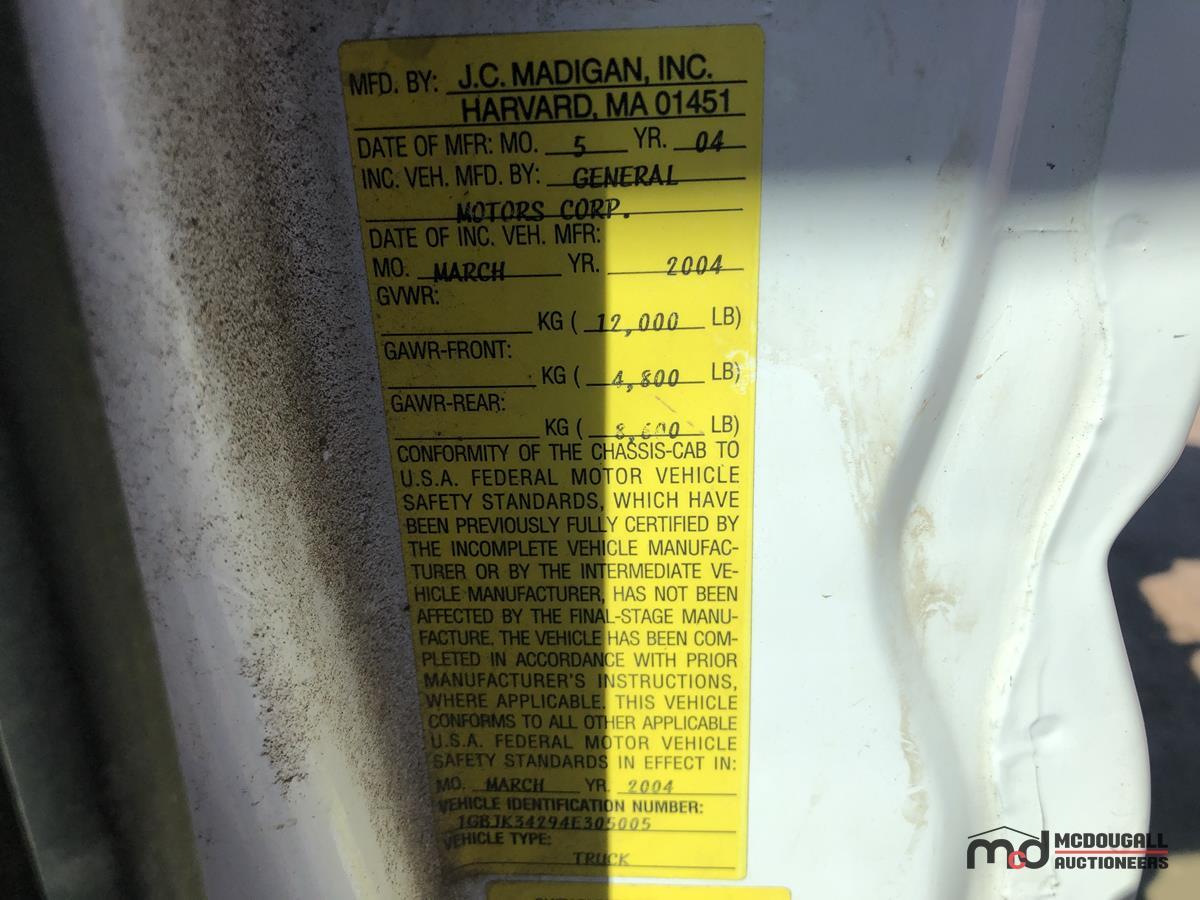 MFD. BY: J.C. MADIGAN, INC.
HARVARD, MA 01451
DATE OF MFR: MO. 5 YR. 04
INC. VEH. MFD. BY: GENERAL
MOTORS CORP.
DATE OF INC. VEH. MFR:
MO. MARCH YR. 2004
GVWR:
KG ( 12,000 LB)
GAWR-FRONT:
KG ( 4,800 LB)
GAWR-REAR:
KG ( 8,600 LB)
CONFORMITY OF THE CHASSIS-CAB TO
U.S.A. FEDERAL MOTOR VEHICLE
SAFETY STANDARDS, WHICH HAVE
BEEN PREVIOUSLY FULLY CERTIFIED BY
THE INCOMPLETE VEHICLE MANUFAC-
TURER OR BY THE INTERMEDIATE VE-
HICLE MANUFACTURER, HAS NOT BEEN
AFFECTED BY THE FINAL-STAGE MANU-
FACTURE. THE VEHICLE HAS BEEN COM-
PLETED IN ACCORDANCE WITH PRIOR
MANUFACTURER'S INSTRUCTIONS,
WHERE APPLICABLE. THIS VEHICLE
CONFORMS TO ALL OTHER APPLICABLE
U.S.A. FEDERAL MOTOR VEHICLE
SAFETY STANDARDS IN EFFECT IN:
MO. MARCH YR. 2004
VEHICLE IDENTIFICATION NUMBER:
1GBJK34294E305005
VEHICLE TYPE:
TRUCK
mcd MCDOUGALL
AUCTIONEERS